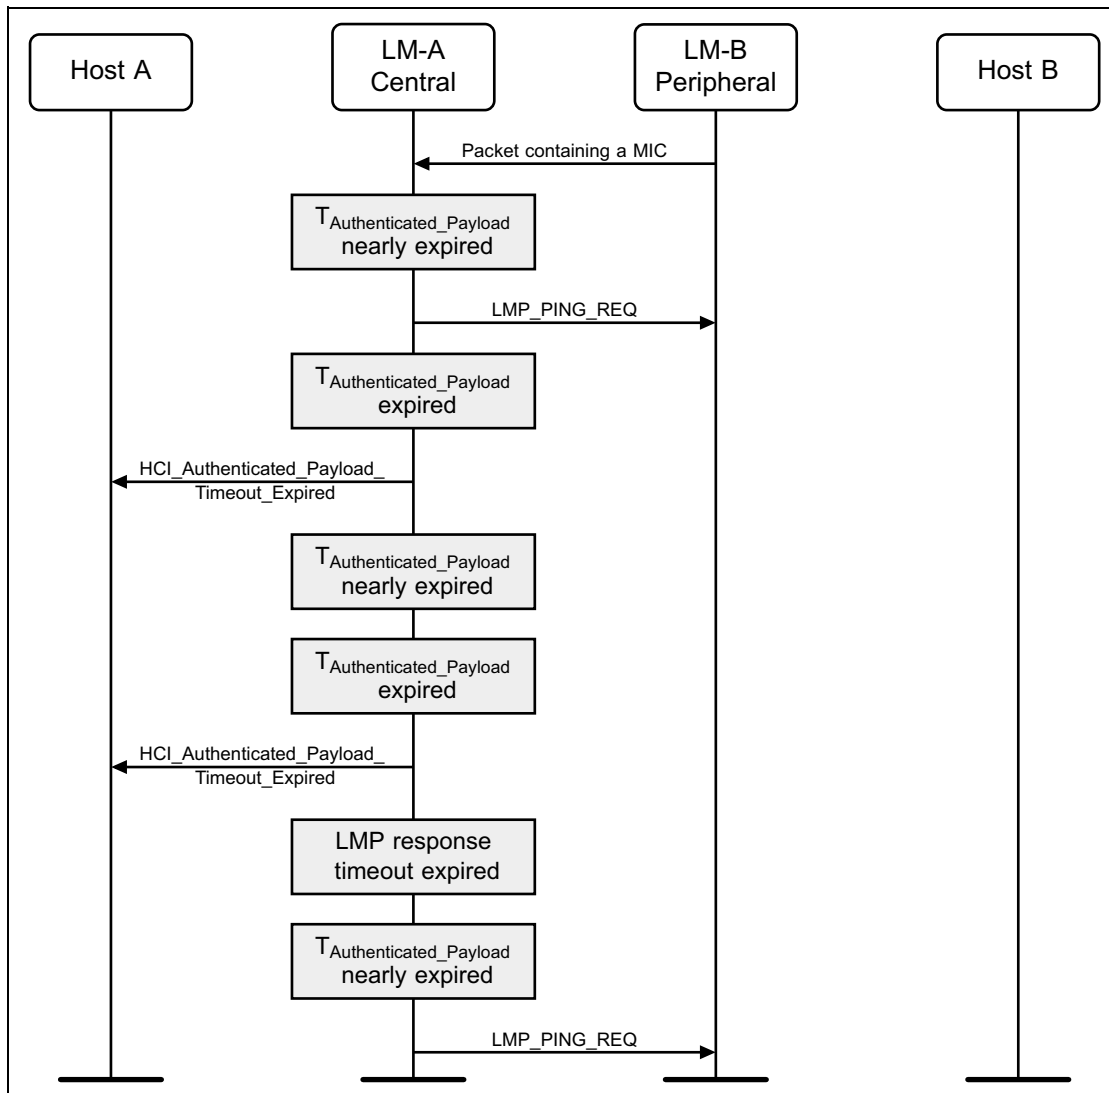 Host A
LM-A
Central
LM-B
Peripheral
Host B
Packet containing a MIC
TAuthenticated_Payload
nearly expired
LMP_PING_REQ
TAuthenticated_Payload
expired
HCI_Authenticated_Payload_
Timeout_Expired
TAuthenticated_Payload
nearly expired
TAuthenticated_Payload
expired
HCI_Authenticated_Payload_
Timeout_Expired
LMP response
timeout expired
TAuthenticated_Payload
nearly expired
LMP_PING_REQ